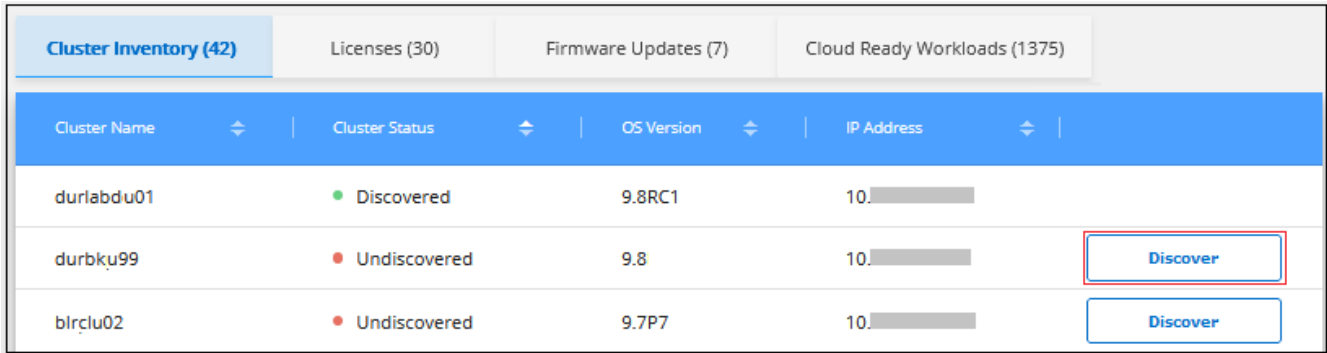 Cluster Inventory (42) Licenses (30) Firmware Updates (7) Cloud Ready Workloads (1375)
Cluster Name Cluster Status OS Version IP Address
durlabdu01 Discovered 9.8RC1 10.
durbku99 Undiscovered 9.8 10. Discover
blrclu02 Undiscovered 9.7P7 10. Discover